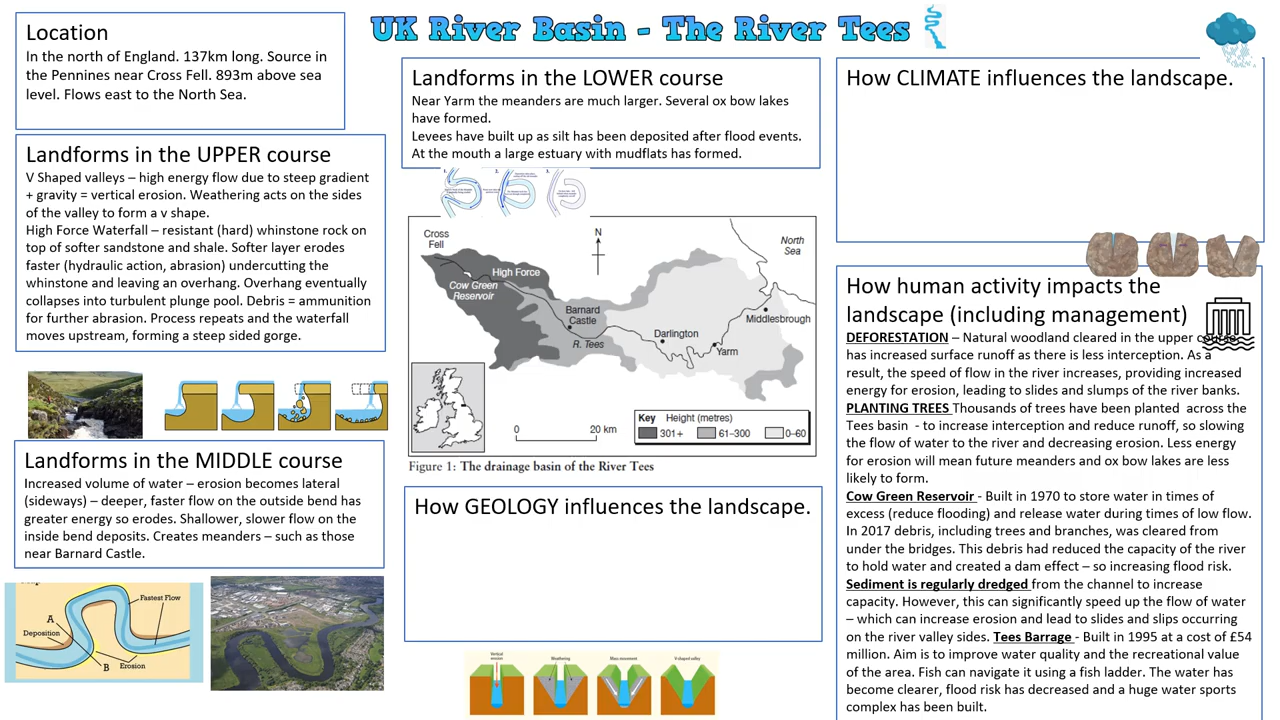 UK River Basin - The River Tees
Location
In the north of England. 137km long. Source in
the Pennines near Cross Fell. 893m above sea
level. Flows east to the North Sea.
Landforms in the UPPER course
V Shaped valleys – high energy flow due to steep gradient
+ gravity = vertical erosion. Weathering acts on the sides
of the valley to form a v shape.
High Force Waterfall – resistant (hard) whinstone rock on
top of softer sandstone and shale. Softer layer erodes
faster (hydraulic action, abrasion) undercutting the
whinstone and leaving an overhang. Overhang eventually
collapses into turbulent plunge pool. Debris = ammunition
for further abrasion. Process repeats and the waterfall
moves upstream, forming a steep sided gorge.
Landforms in the MIDDLE course
Increased volume of water – erosion becomes lateral
(sideways) – deeper, faster flow on the outside bend has
greater energy so erodes. Shallower, slower flow on the
inside bend deposits. Creates meanders – such as those
near Barnard Castle.
Fastest Flow
A
Deposition
B
Erosion
Landforms in the LOWER course
Near Yarm the meanders are much larger. Several ox bow lakes
have formed.
Levees have built up as silt has been deposited after flood events.
At the mouth a large estuary with mudflats has formed.
1.
2.
3.
Cross
Fell
N
North
Sea
High Force
Cow Green
Reservoir
Barnard
Castle
R. Tees
Darlington
Yarm
Middlesbrough
0
20 km
Key Height (metres)
301+
61–300
0–60
Figure 1: The drainage basin of the River Tees
How GEOLOGY influences the landscape.
Vertical
erosion
Weathering
Mass movement
V-shaped valley
How CLIMATE influences the landscape.
How human activity impacts the
landscape (including management)
DEFORESTATION – Natural woodland cleared in the upper course
has increased surface runoff as there is less interception. As a
result, the speed of flow in the river increases, providing increased
energy for erosion, leading to slides and slumps of the river banks.
PLANTING TREES Thousands of trees have been planted across the
Tees basin - to increase interception and reduce runoff, so slowing
the flow of water to the river and decreasing erosion. Less energy
for erosion will mean future meanders and ox bow lakes are less
likely to form.
Cow Green Reservoir - Built in 1970 to store water in times of
excess (reduce flooding) and release water during times of low flow.
In 2017 debris, including trees and branches, was cleared from
under the bridges. This debris had reduced the capacity of the river
to hold water and created a dam effect – so increasing flood risk.
Sediment is regularly dredged from the channel to increase
capacity. However, this can significantly speed up the flow of water
– which can increase erosion and lead to slides and slips occurring
on the river valley sides. Tees Barrage - Built in 1995 at a cost of £54
million. Aim is to improve water quality and the recreational value
of the area. Fish can navigate it using a fish ladder. The water has
become clearer, flood risk has decreased and a huge water sports
complex has been built.